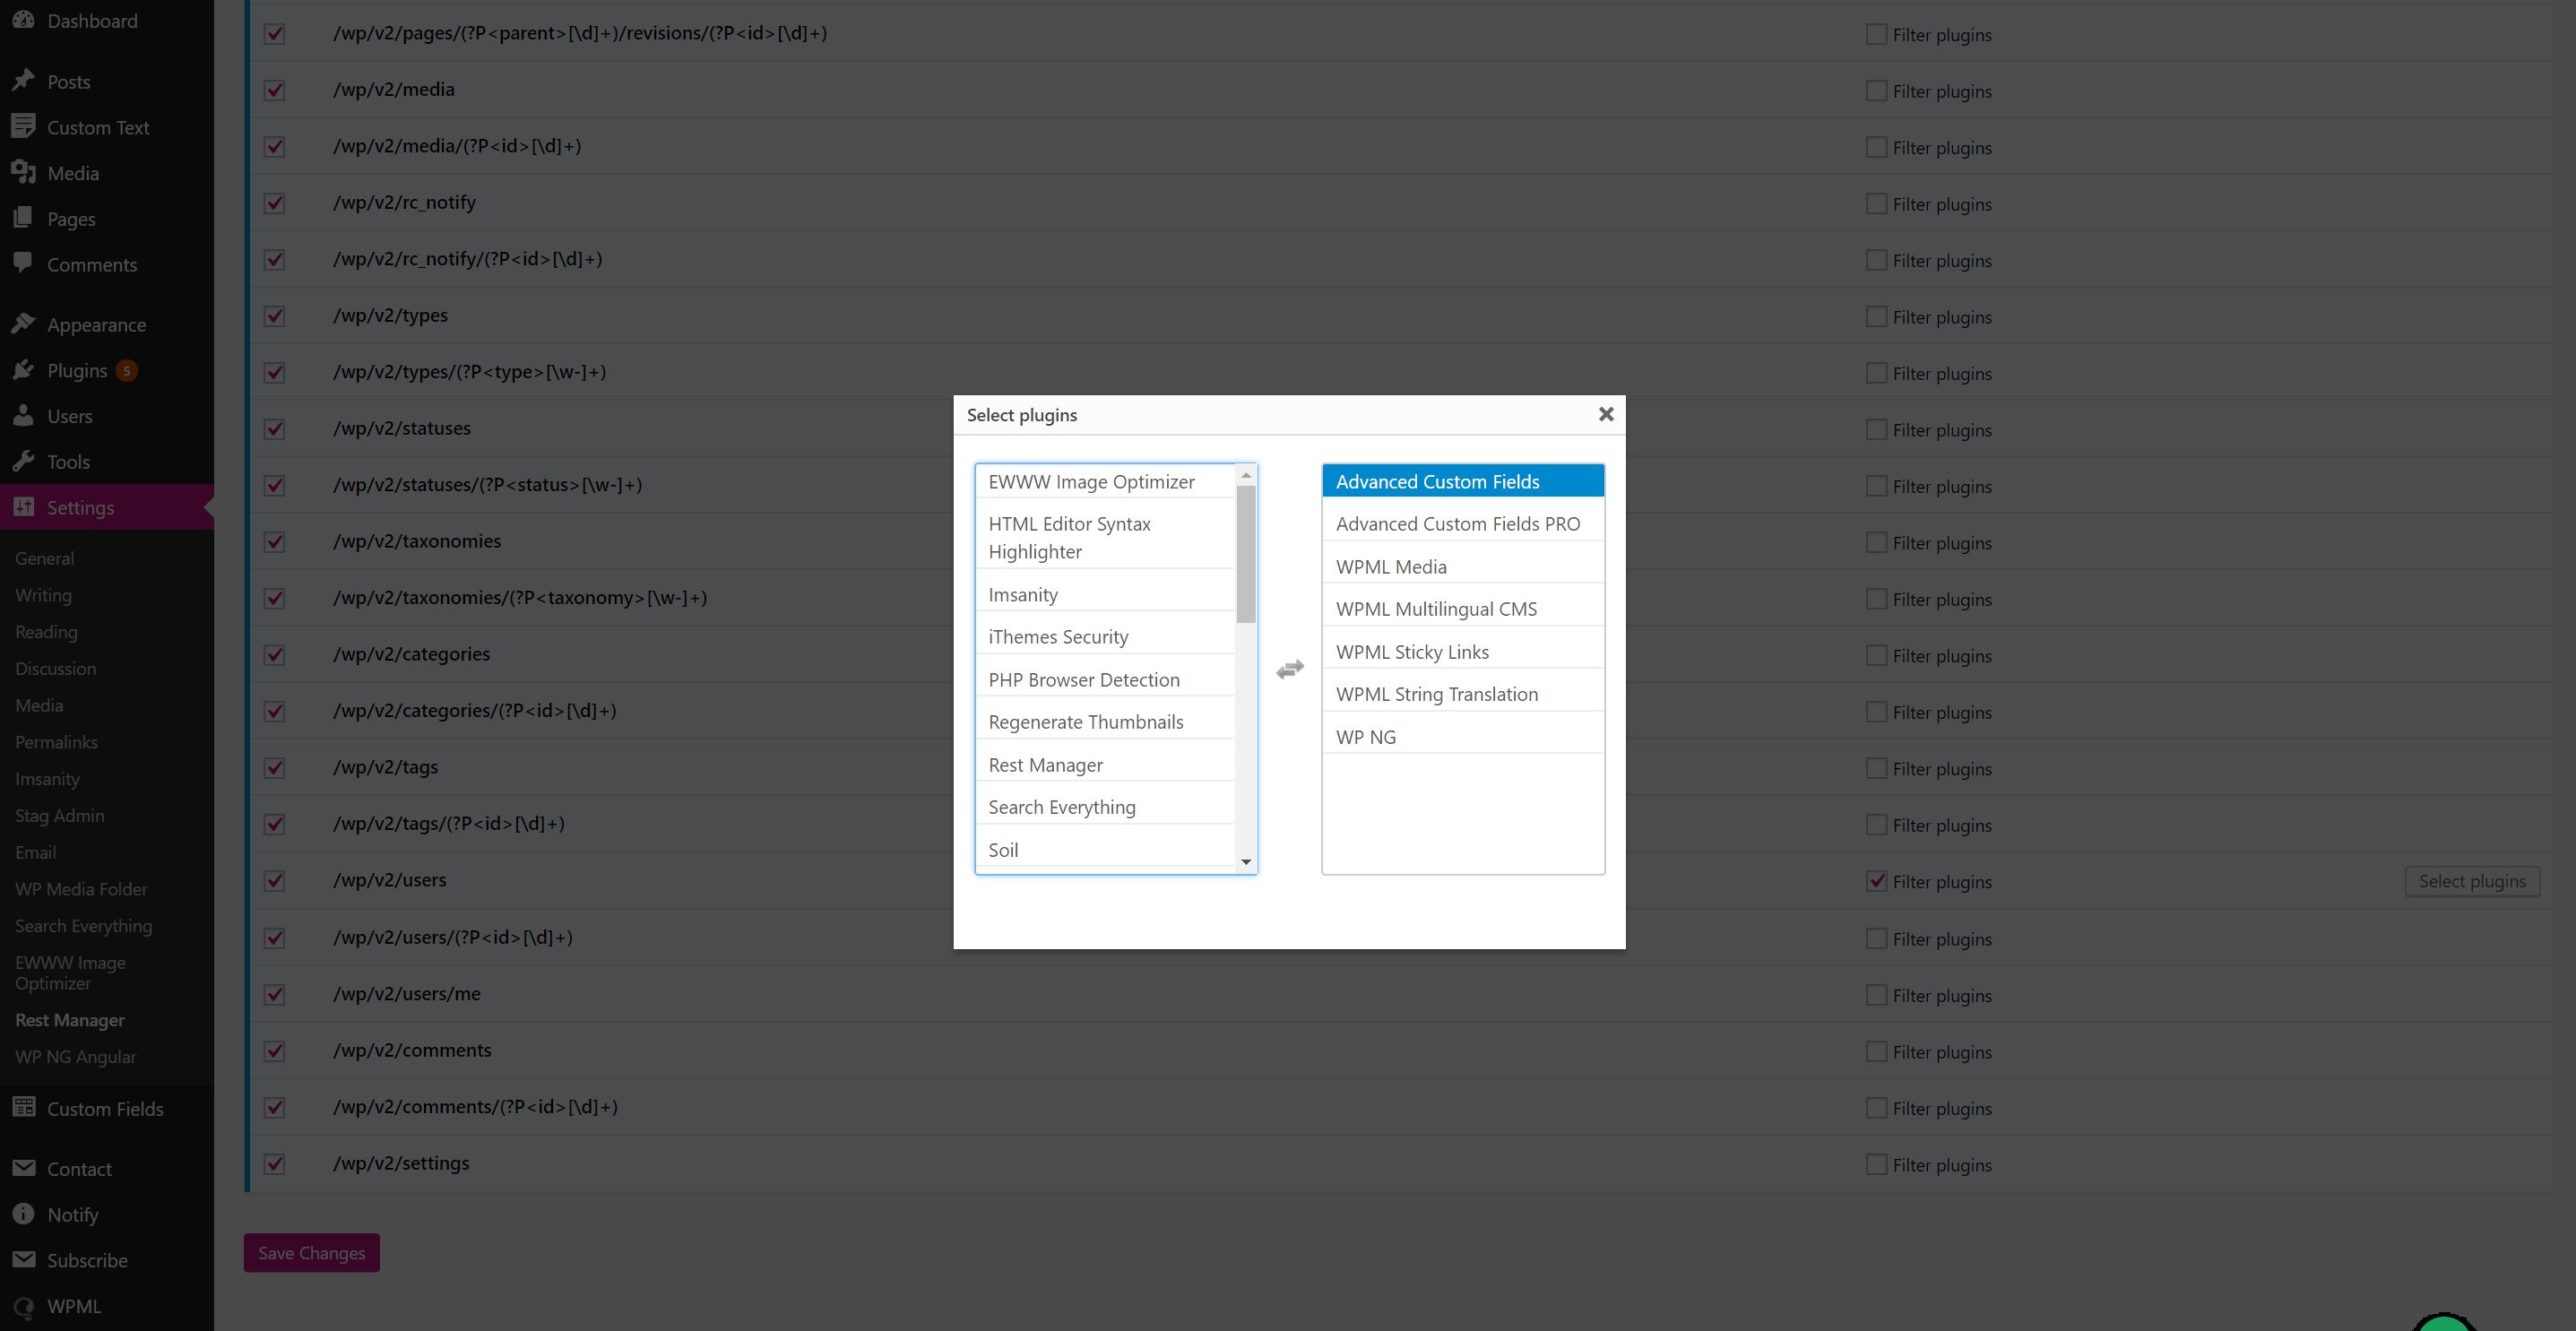 Dashboard
Posts
Custom Text
Media
Pages
Comments
Appearance
Plugins 5
Users
Tools
Settings
General
Writing
Reading
Discussion
Media
Permalinks
Imsanity
Stag Admin
Email
WP Media Folder
Search Everything
EWWW Image
Optimizer
Rest Manager
WP NG Angular
Custom Fields
Contact
Notify
Subscribe
WPML
/wp/v2/pages/(?P<parent>[\d]+)/revisions/(?P<id>[\d]+) Filter plugins
/wp/v2/media Filter plugins
/wp/v2/media/(?P<id>[\d]+) Filter plugins
/wp/v2/rc_notify Filter plugins
/wp/v2/rc_notify/(?P<id>[\d]+) Filter plugins
/wp/v2/types Filter plugins
/wp/v2/types/(?P<type>[\w-]+) Filter plugins
/wp/v2/statuses Filter plugins
/wp/v2/statuses/(?P<status>[\w-]+) Filter plugins
/wp/v2/taxonomies Filter plugins
/wp/v2/taxonomies/(?P<taxonomy>[\w-]+) Filter plugins
/wp/v2/categories Filter plugins
/wp/v2/categories/(?P<id>[\d]+) Filter plugins
/wp/v2/tags Filter plugins
/wp/v2/tags/(?P<id>[\d]+) Filter plugins
/wp/v2/users Filter plugins Select plugins
/wp/v2/users/(?P<id>[\d]+) Filter plugins
/wp/v2/users/me Filter plugins
/wp/v2/comments Filter plugins
/wp/v2/comments/(?P<id>[\d]+) Filter plugins
/wp/v2/settings Filter plugins
Save Changes
Select plugins
EWWW Image Optimizer
HTML Editor Syntax
Highlighter
Imsanity
iThemes Security
PHP Browser Detection
Regenerate Thumbnails
Rest Manager
Search Everything
Soil
Advanced Custom Fields
Advanced Custom Fields PRO
WPML Media
WPML Multilingual CMS
WPML Sticky Links
WPML String Translation
WP NG